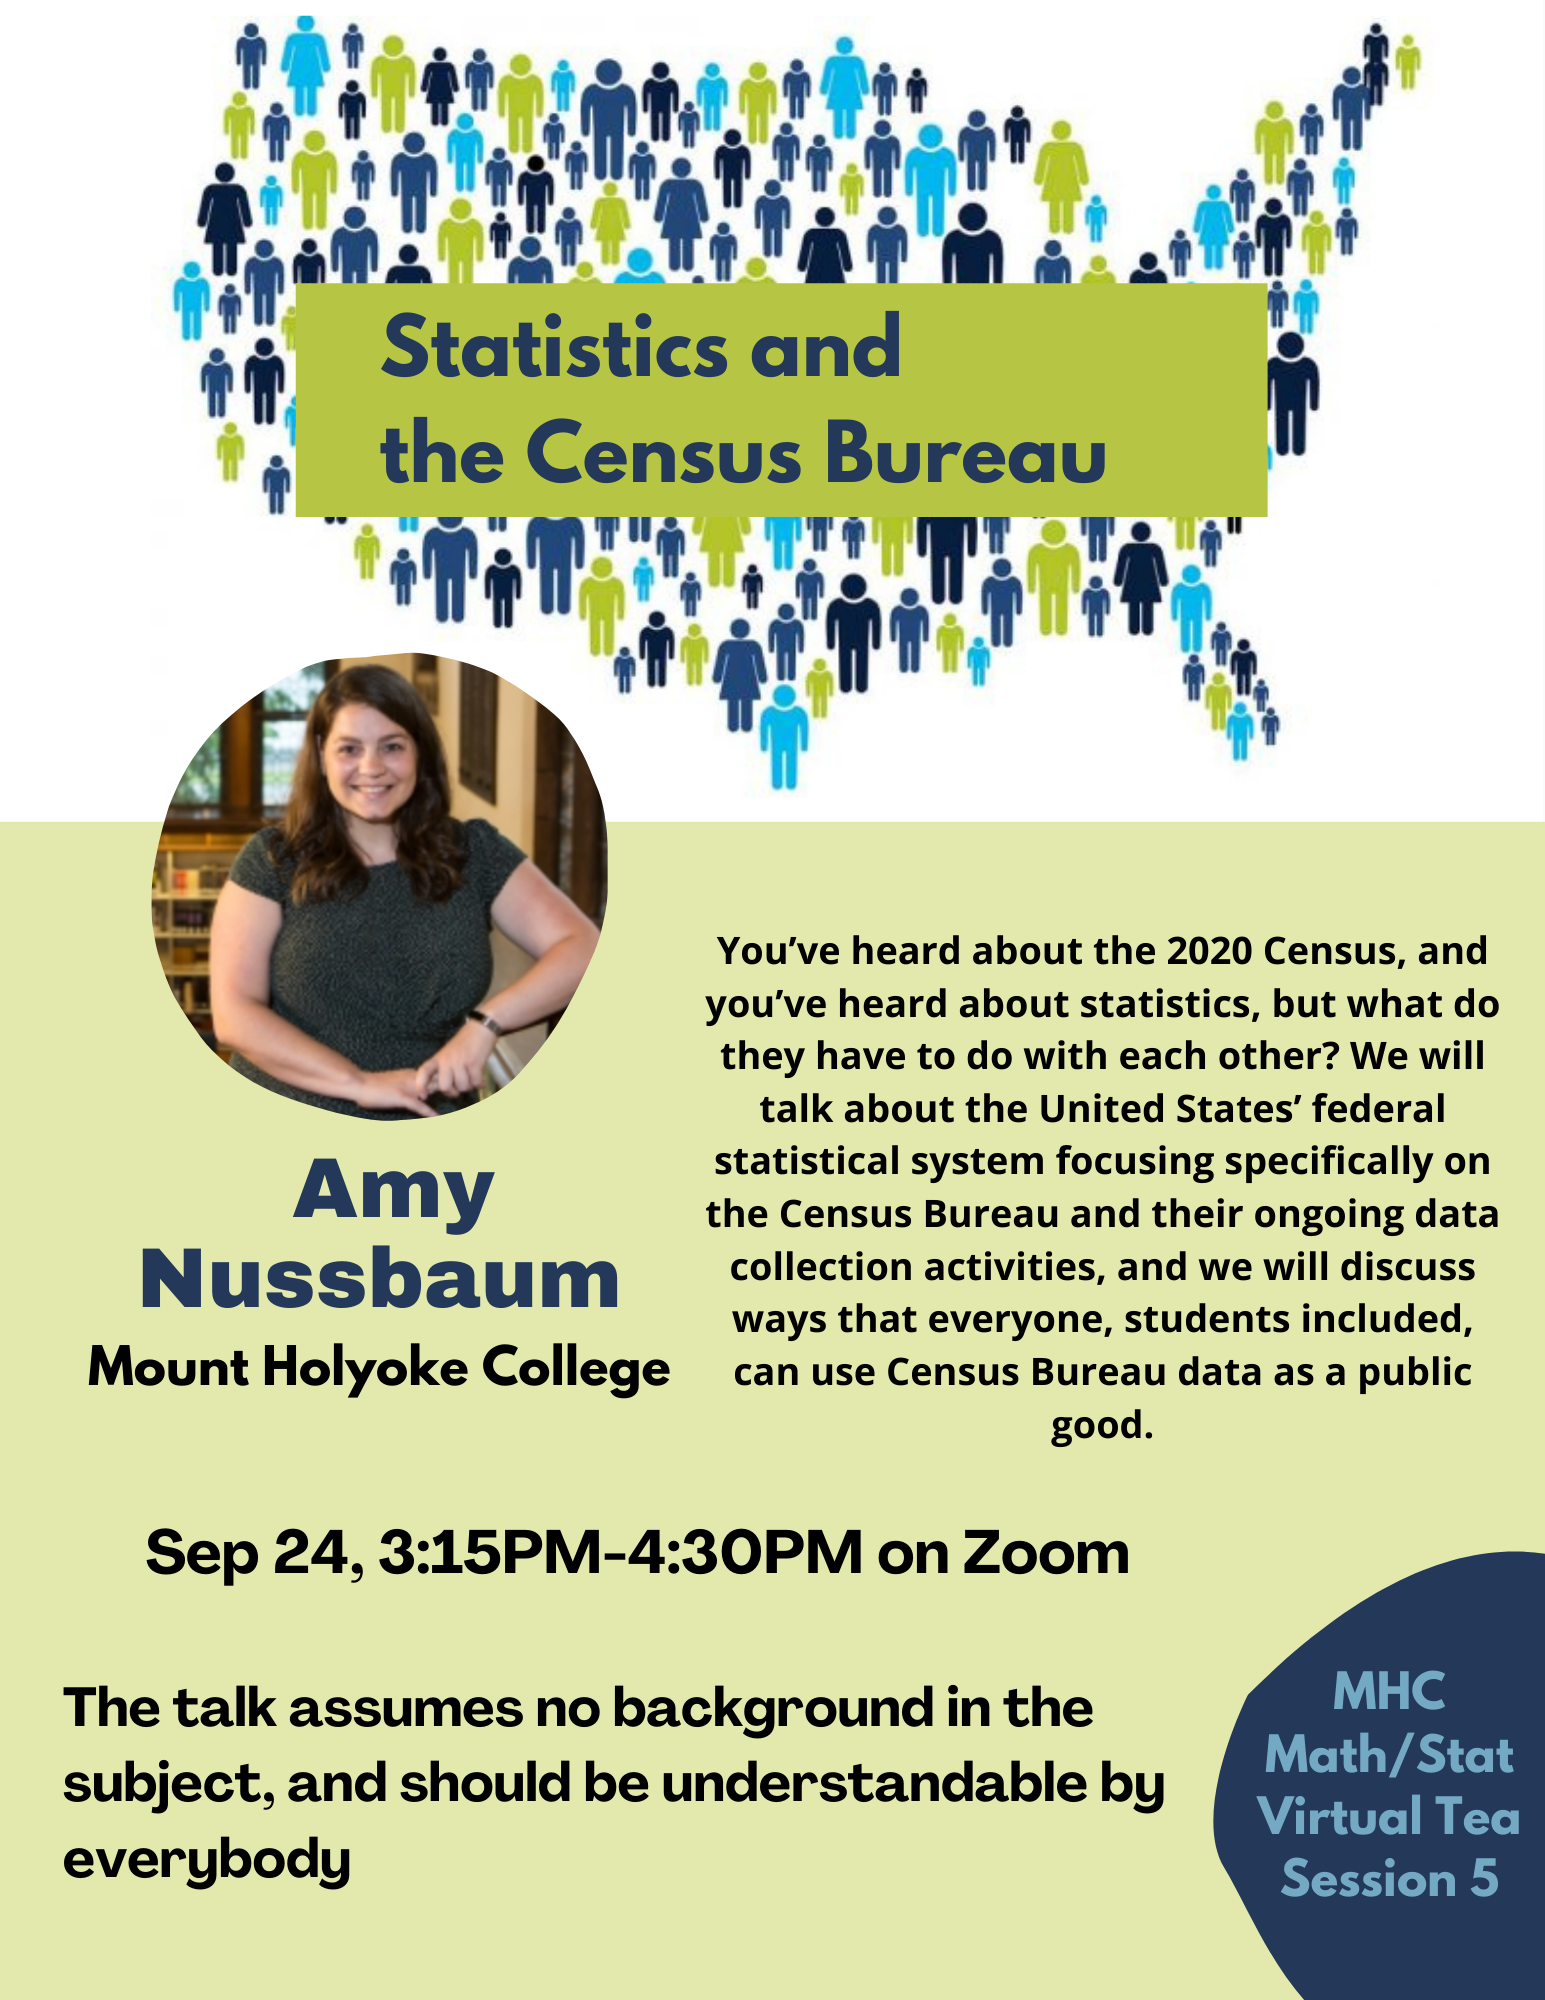 Statistics and
the Census Bureau
You’ve heard about the 2020 Census, and
you’ve heard about statistics, but what do
they have to do with each other? We will
talk about the United States’ federal
statistical system focusing specifically on
the Census Bureau and their ongoing data
collection activities, and we will discuss
ways that everyone, students included,
can use Census Bureau data as a public
good.
Amy
Nussbaum
Mount Holyoke College
Sep 24, 3:15PM-4:30PM on Zoom
The talk assumes no background in the
subject, and should be understandable by
everybody
MHC
Math/Stat
Virtual Tea
Session 5